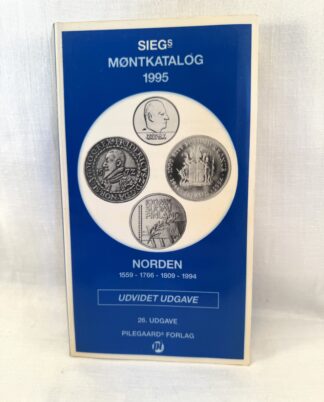 SIEGS
MØNTKATALOG
1995
NORDEN
1559 - 1766 - 1809 - 1994
UDVIDET UDGAVE
26. UDGAVE
PILEGAARDS FORLAG